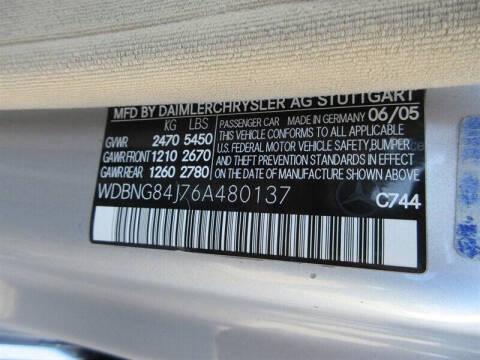 MFD BY DAIMLERCHRYSLER AG STUTTGART
KG LBS
GVWR 2470 5450
GAWR FRONT 1210 2670
GAWR REAR 1260 2780
PASSENGER CAR MADE IN GERMANY 06/05
THIS VEHICLE CONFORMS TO ALL APPLICABLE
U.S. FEDERAL MOTOR VEHICLE SAFETY, BUMPER
AND THEFT PREVENTION STANDARDS IN EFFECT
ON THE DATE OF MANUFACTURE SHOWN ABOVE.
WDBNG84J76A480137
C744